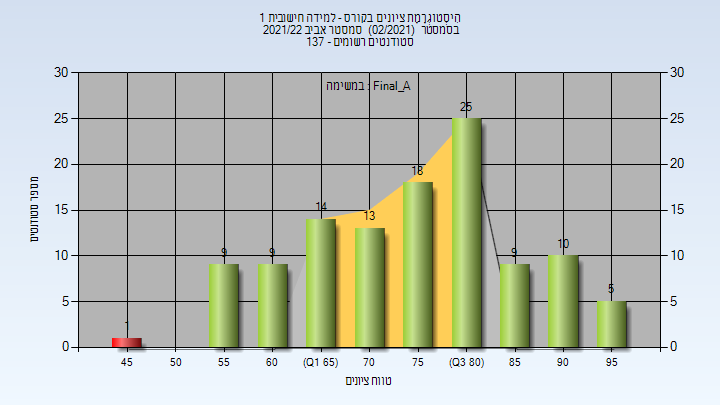 היסטוגרמת ציונים בקורס - למידה חישובית 1
בסמסטר (02/2021) סמסטר אביב 2021/22
סטודנטים רשומים - 137
במשימה : Final_A
מספר סטודנטים
30 30
25 25
20 20
15 15
10 10
5 5
0 0
1 9 9 14 13 18 25 9 10 5
45 50 55 60 (Q1 65) 70 75 (Q3 80) 85 90 95
טווח ציונים